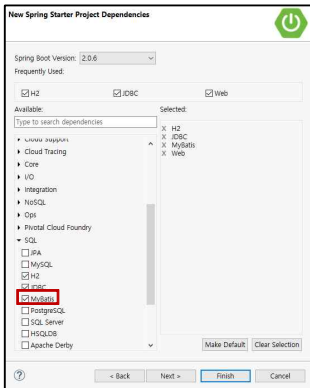 New Spring Starter Project Dependencies
Spring Boot Version: 2.0.6
Frequently Used:
H2 JDBC Web
Available: Selected:
Type to search dependencies
X H2
X JDBC
X MyBatis
X Web
Cloud Support
Cloud Tracing
Core
I/O
Integration
NoSQL
Ops
Pivotal Cloud Foundry
SQL
JPA
MySQL
H2
JDBC
MyBatis
PostgreSQL
SQL Server
HSQLDB
Apache Derby
Make Default Clear Selection
? < Back Next > Finish Cancel